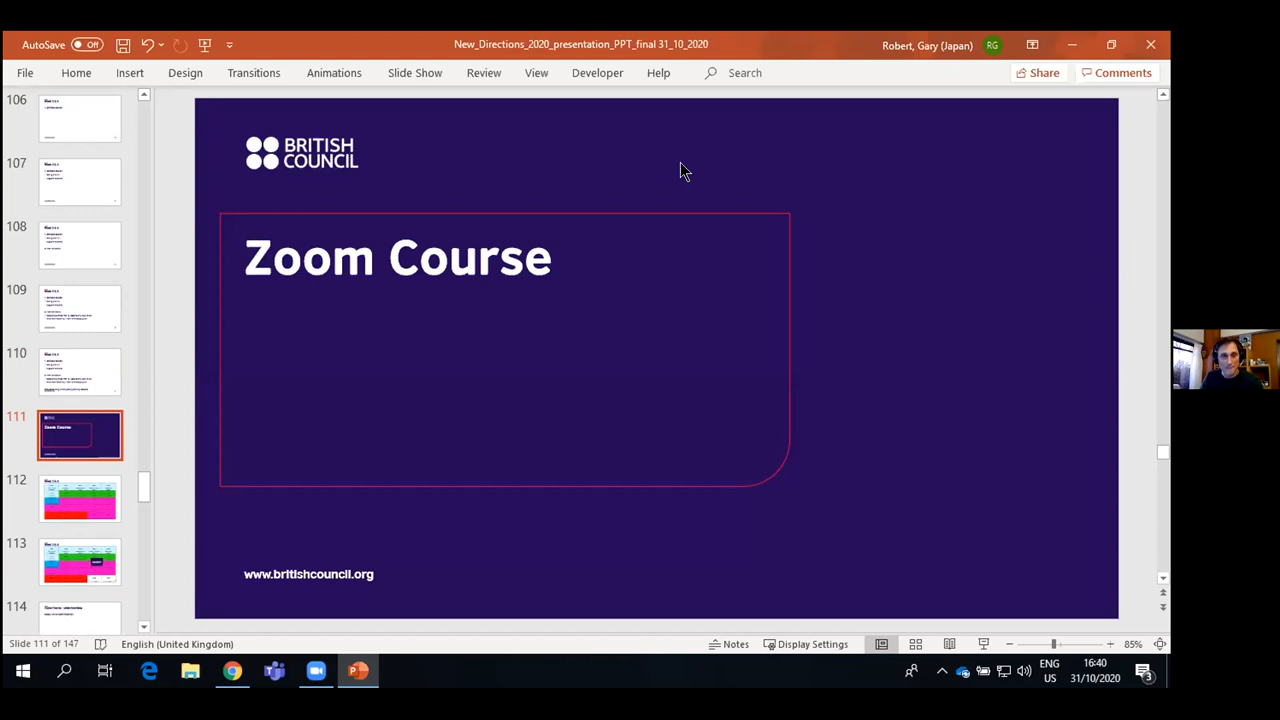 AutoSave Off
New_Directions_2020_presentation_PPT_final 31_10_2020
Robert, Gary (Japan) RG
File Home Insert Design Transitions Animations Slide Show Review View Developer Help Search
Share Comments
106
107
108
109
110
111
112
113
114
BRITISH
COUNCIL
Zoom Course
www.britishcouncil.org
Slide 111 of 147 English (United Kingdom) Notes Display Settings 85%
ENG
US
16:40
31/10/2020
3